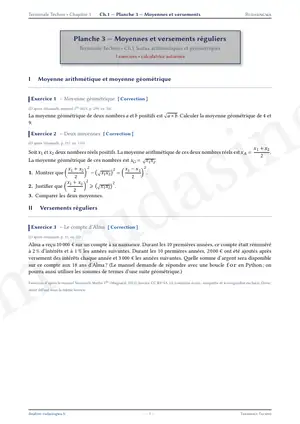 Terminale Techno • Chapitre 1 Ch.1 — Planche 3 — Moyennes et versements
Planche 3 — Moyennes et versements réguliers
Terminale Techno • Ch.1 Suites arithmétiques et géométriques
3 exercices • calculatrice autorisée
I Moyenne arithmétique et moyenne géométrique
Exercice 1 – Moyenne géométrique [ Correction ]
La moyenne géométrique de deux nombres a et b positifs est √a × b. Calculer la moyenne géométrique de 4 et
9.
Exercice 2 – Deux moyennes [ Correction ]
Soit x₁ et x₂ deux nombres réels positifs. La moyenne arithmétique de ces deux nombres réels est x_A = (x₁ + x₂)/2.
La moyenne géométrique de ces nombres est x_G = √x₁x₂.
1. Montrer que ((x₁ + x₂)/2)² − (√x₁x₂)² = ((x₁ − x₂)/2)².
2. Justifier que ((x₁ + x₂)/2)² ⩾ (√x₁x₂)².
3. Comparer les deux moyennes.
II Versements réguliers
Exercice 3 – Le compte d'Alma [ Correction ]
Alma a reçu 10 000 € sur un compte à sa naissance. Durant les 10 premières années, ce compte était rémunéré
à 2 % d'intérêts et à 1 % les années suivantes. Durant les 10 premières années, 2 000 € ont été ajoutés après
versement des intérêts chaque année et 3 000 € les années suivantes. Quelle somme d'argent sera disponible
sur ce compte aux 18 ans d'Alma ? (Le manuel demande de répondre avec une boucle for en Python ; on
pourra aussi utiliser les sommes de termes d'une suite géométrique.)
– 1 –
Terminale Techno